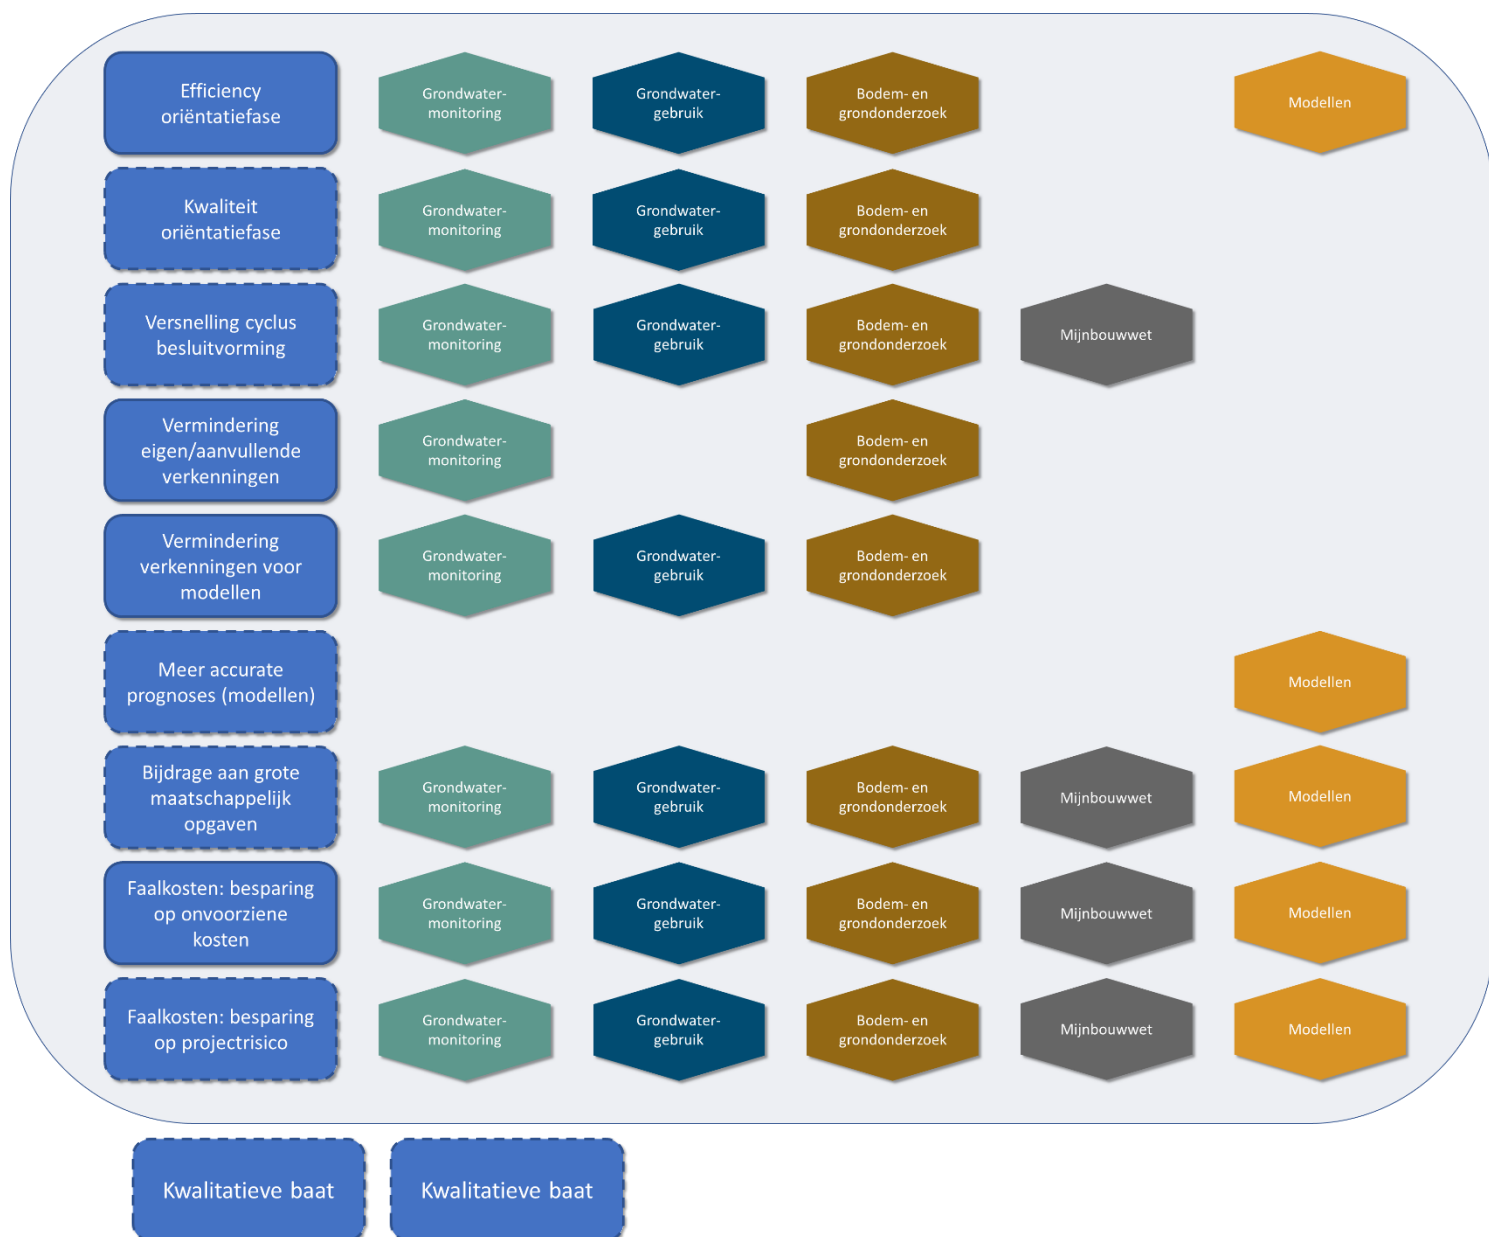 Efficiency
oriëntatiefase
Grondwater-
monitoring
Grondwater-
gebruik
Bodem- en
grondonderzoek
Modellen
Kwaliteit
oriëntatiefase
Grondwater-
monitoring
Grondwater-
gebruik
Bodem- en
grondonderzoek
Versnelling cyclus
besluitvorming
Grondwater-
monitoring
Grondwater-
gebruik
Bodem- en
grondonderzoek
Mijnbouwwet
Vermindering
eigen/aanvullende
verkenningen
Grondwater-
monitoring
Bodem- en
grondonderzoek
Vermindering
verkenningen voor
modellen
Grondwater-
monitoring
Grondwater-
gebruik
Bodem- en
grondonderzoek
Meer accurate
prognoses (modellen)
Modellen
Bijdrage aan grote
maatschappelijk
opgaven
Grondwater-
monitoring
Grondwater-
gebruik
Bodem- en
grondonderzoek
Mijnbouwwet
Modellen
Faalkosten: besparing
op onvoorziene
kosten
Grondwater-
monitoring
Grondwater-
gebruik
Bodem- en
grondonderzoek
Mijnbouwwet
Modellen
Faalkosten: besparing
op projectrisico
Grondwater-
monitoring
Grondwater-
gebruik
Bodem- en
grondonderzoek
Mijnbouwwet
Modellen
Kwalitatieve baat
Kwalitatieve baat